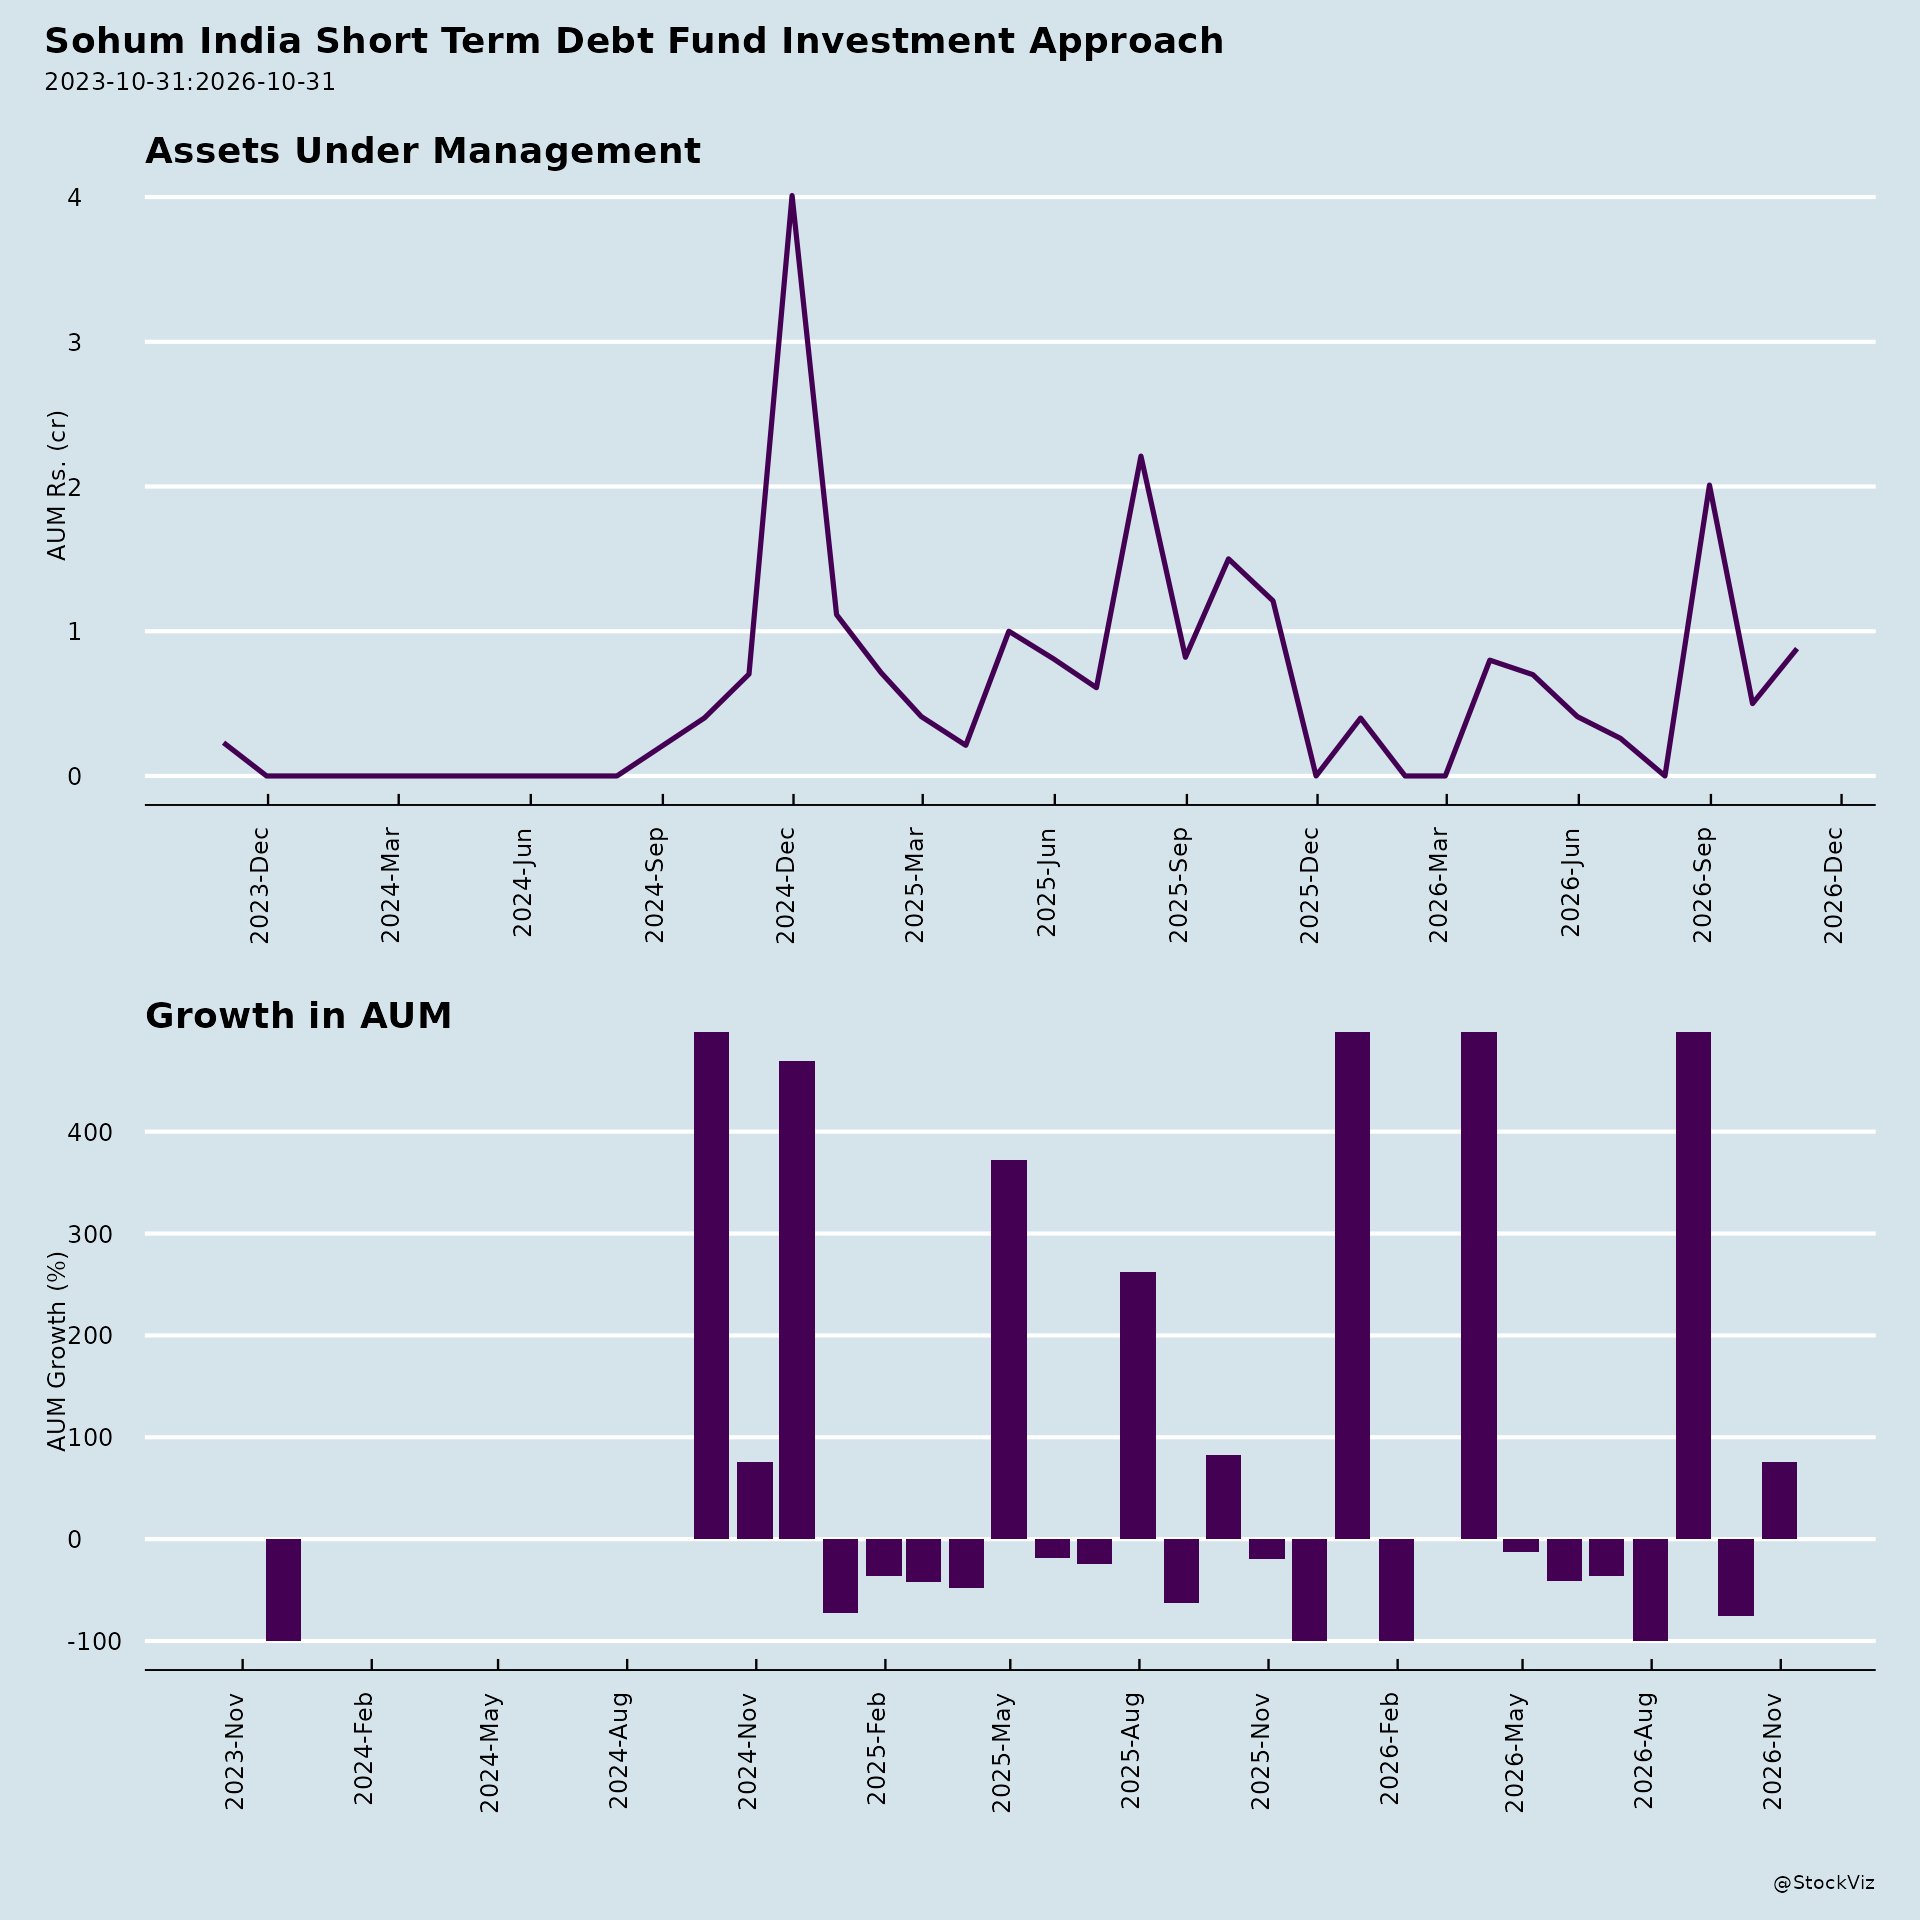 Sohum India Short Term Debt Fund Investment Approach
2023-10-31:2026-10-31
Assets Under Management
AUM Rs. (cr)
4
3
2
1
0
2023-Dec
2024-Mar
2024-Jun
2024-Sep
2024-Dec
2025-Mar
2025-Jun
2025-Sep
2025-Dec
2026-Mar
2026-Jun
2026-Sep
2026-Dec
Growth in AUM
AUM Growth (%)
400
300
200
100
0
-100
2023-Nov
2024-Feb
2024-May
2024-Aug
2024-Nov
2025-Feb
2025-May
2025-Aug
2025-Nov
2026-Feb
2026-May
2026-Aug
2026-Nov
@StockViz